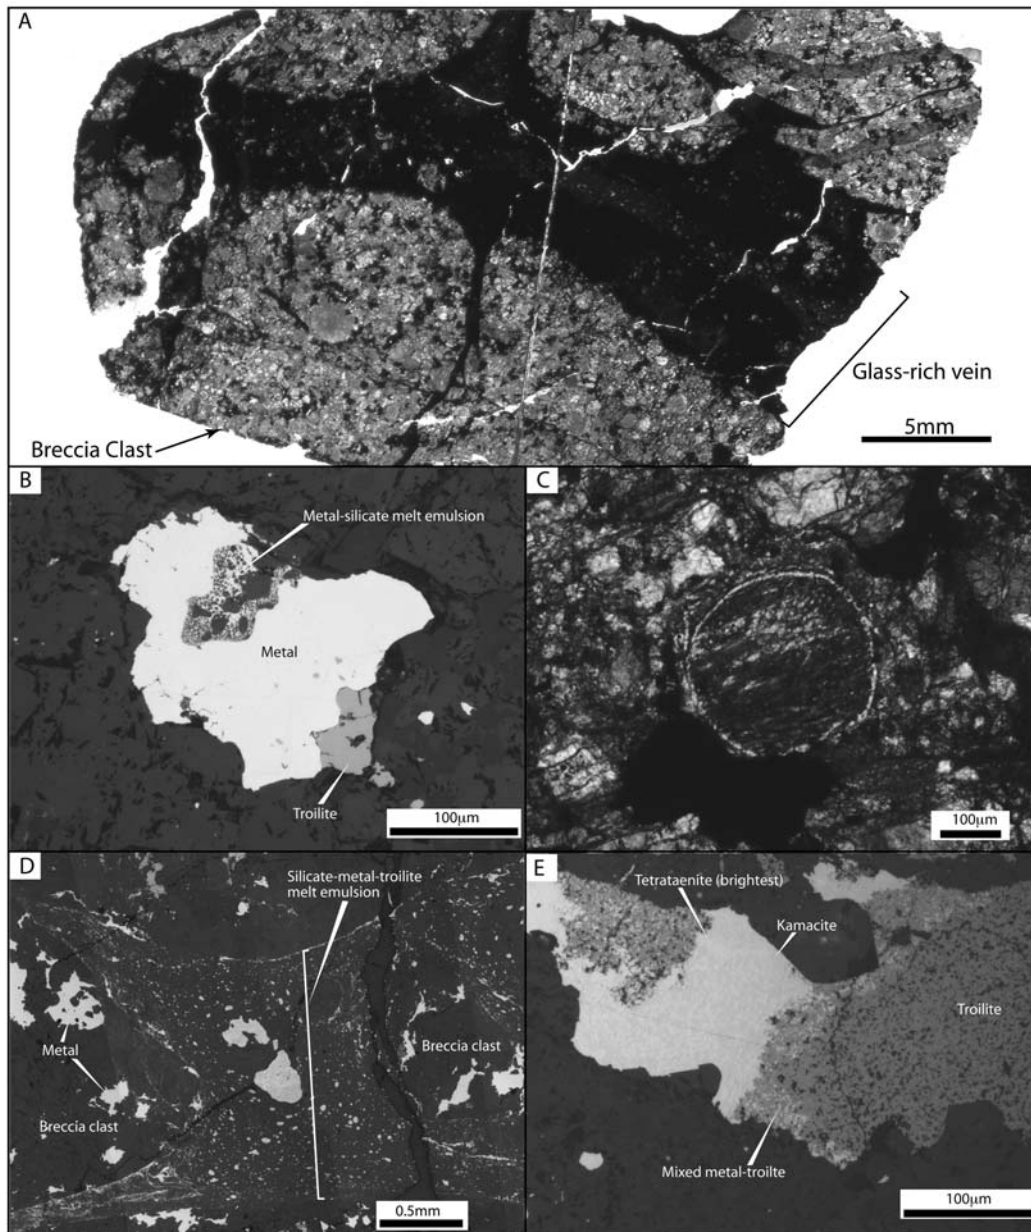 A
Glass-rich vein
5mm
Breccia Clast
B
Metal-silicate melt emulsion
Metal
Troilite
100μm
C
100μm
D
Silicate-metal-troilite
melt emulsion
Metal
Breccia clast
Breccia clast
0.5mm
E
Tetrataenite (brightest)
Kamacite
Troilite
Mixed metal-troilte
100μm